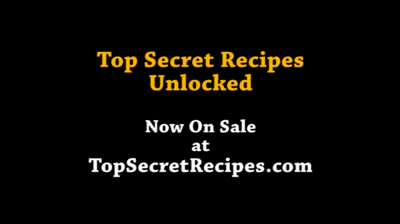 Top Secret Recipes
Unlocked
Now On Sale
at
TopSecretRecipes.com